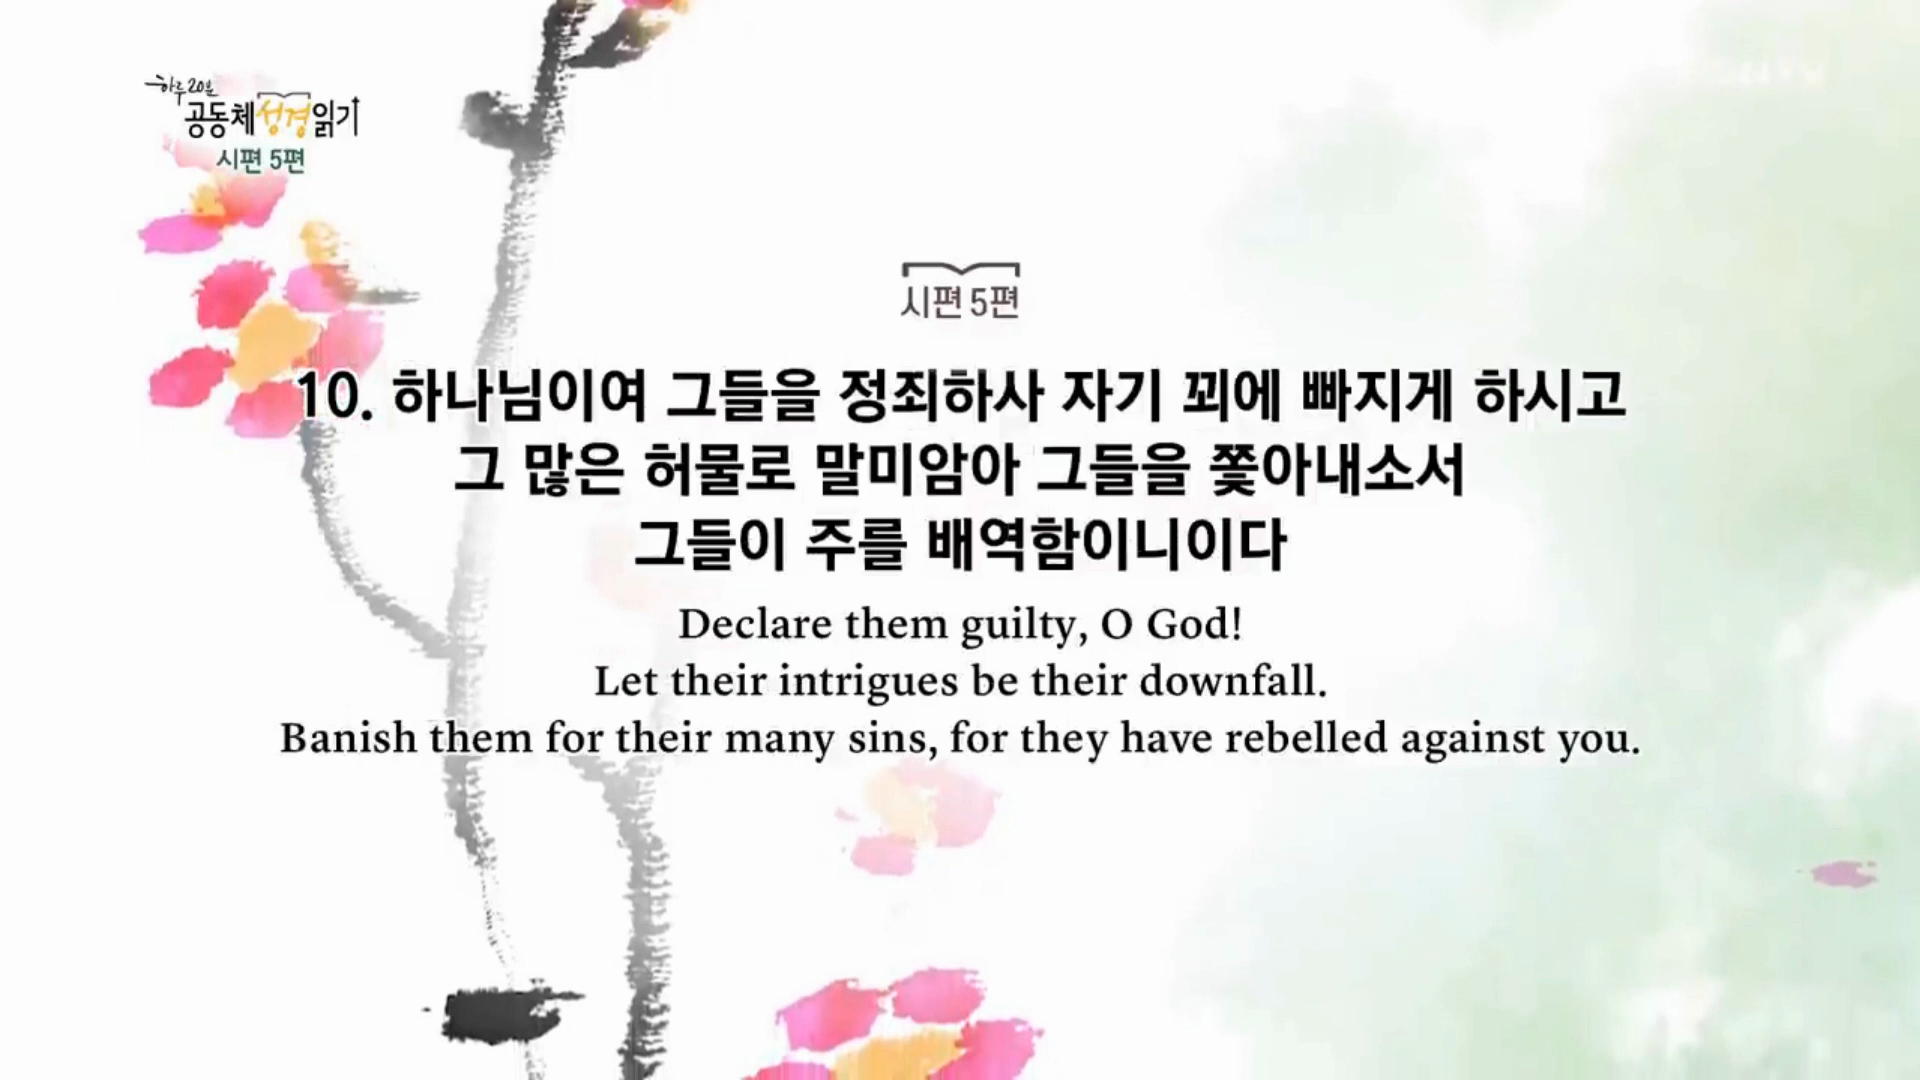 하루 20분
공동체성경읽기
시편 5편
시편 5편
10. 하나님이여 그들을 정죄하사 자기 꾀에 빠지게 하시고
그 많은 허물로 말미암아 그들을 쫓아내소서
그들이 주를 배역함이니이다
Declare them guilty, O God!
Let their intrigues be their downfall.
Banish them for their many sins, for they have rebelled against you.